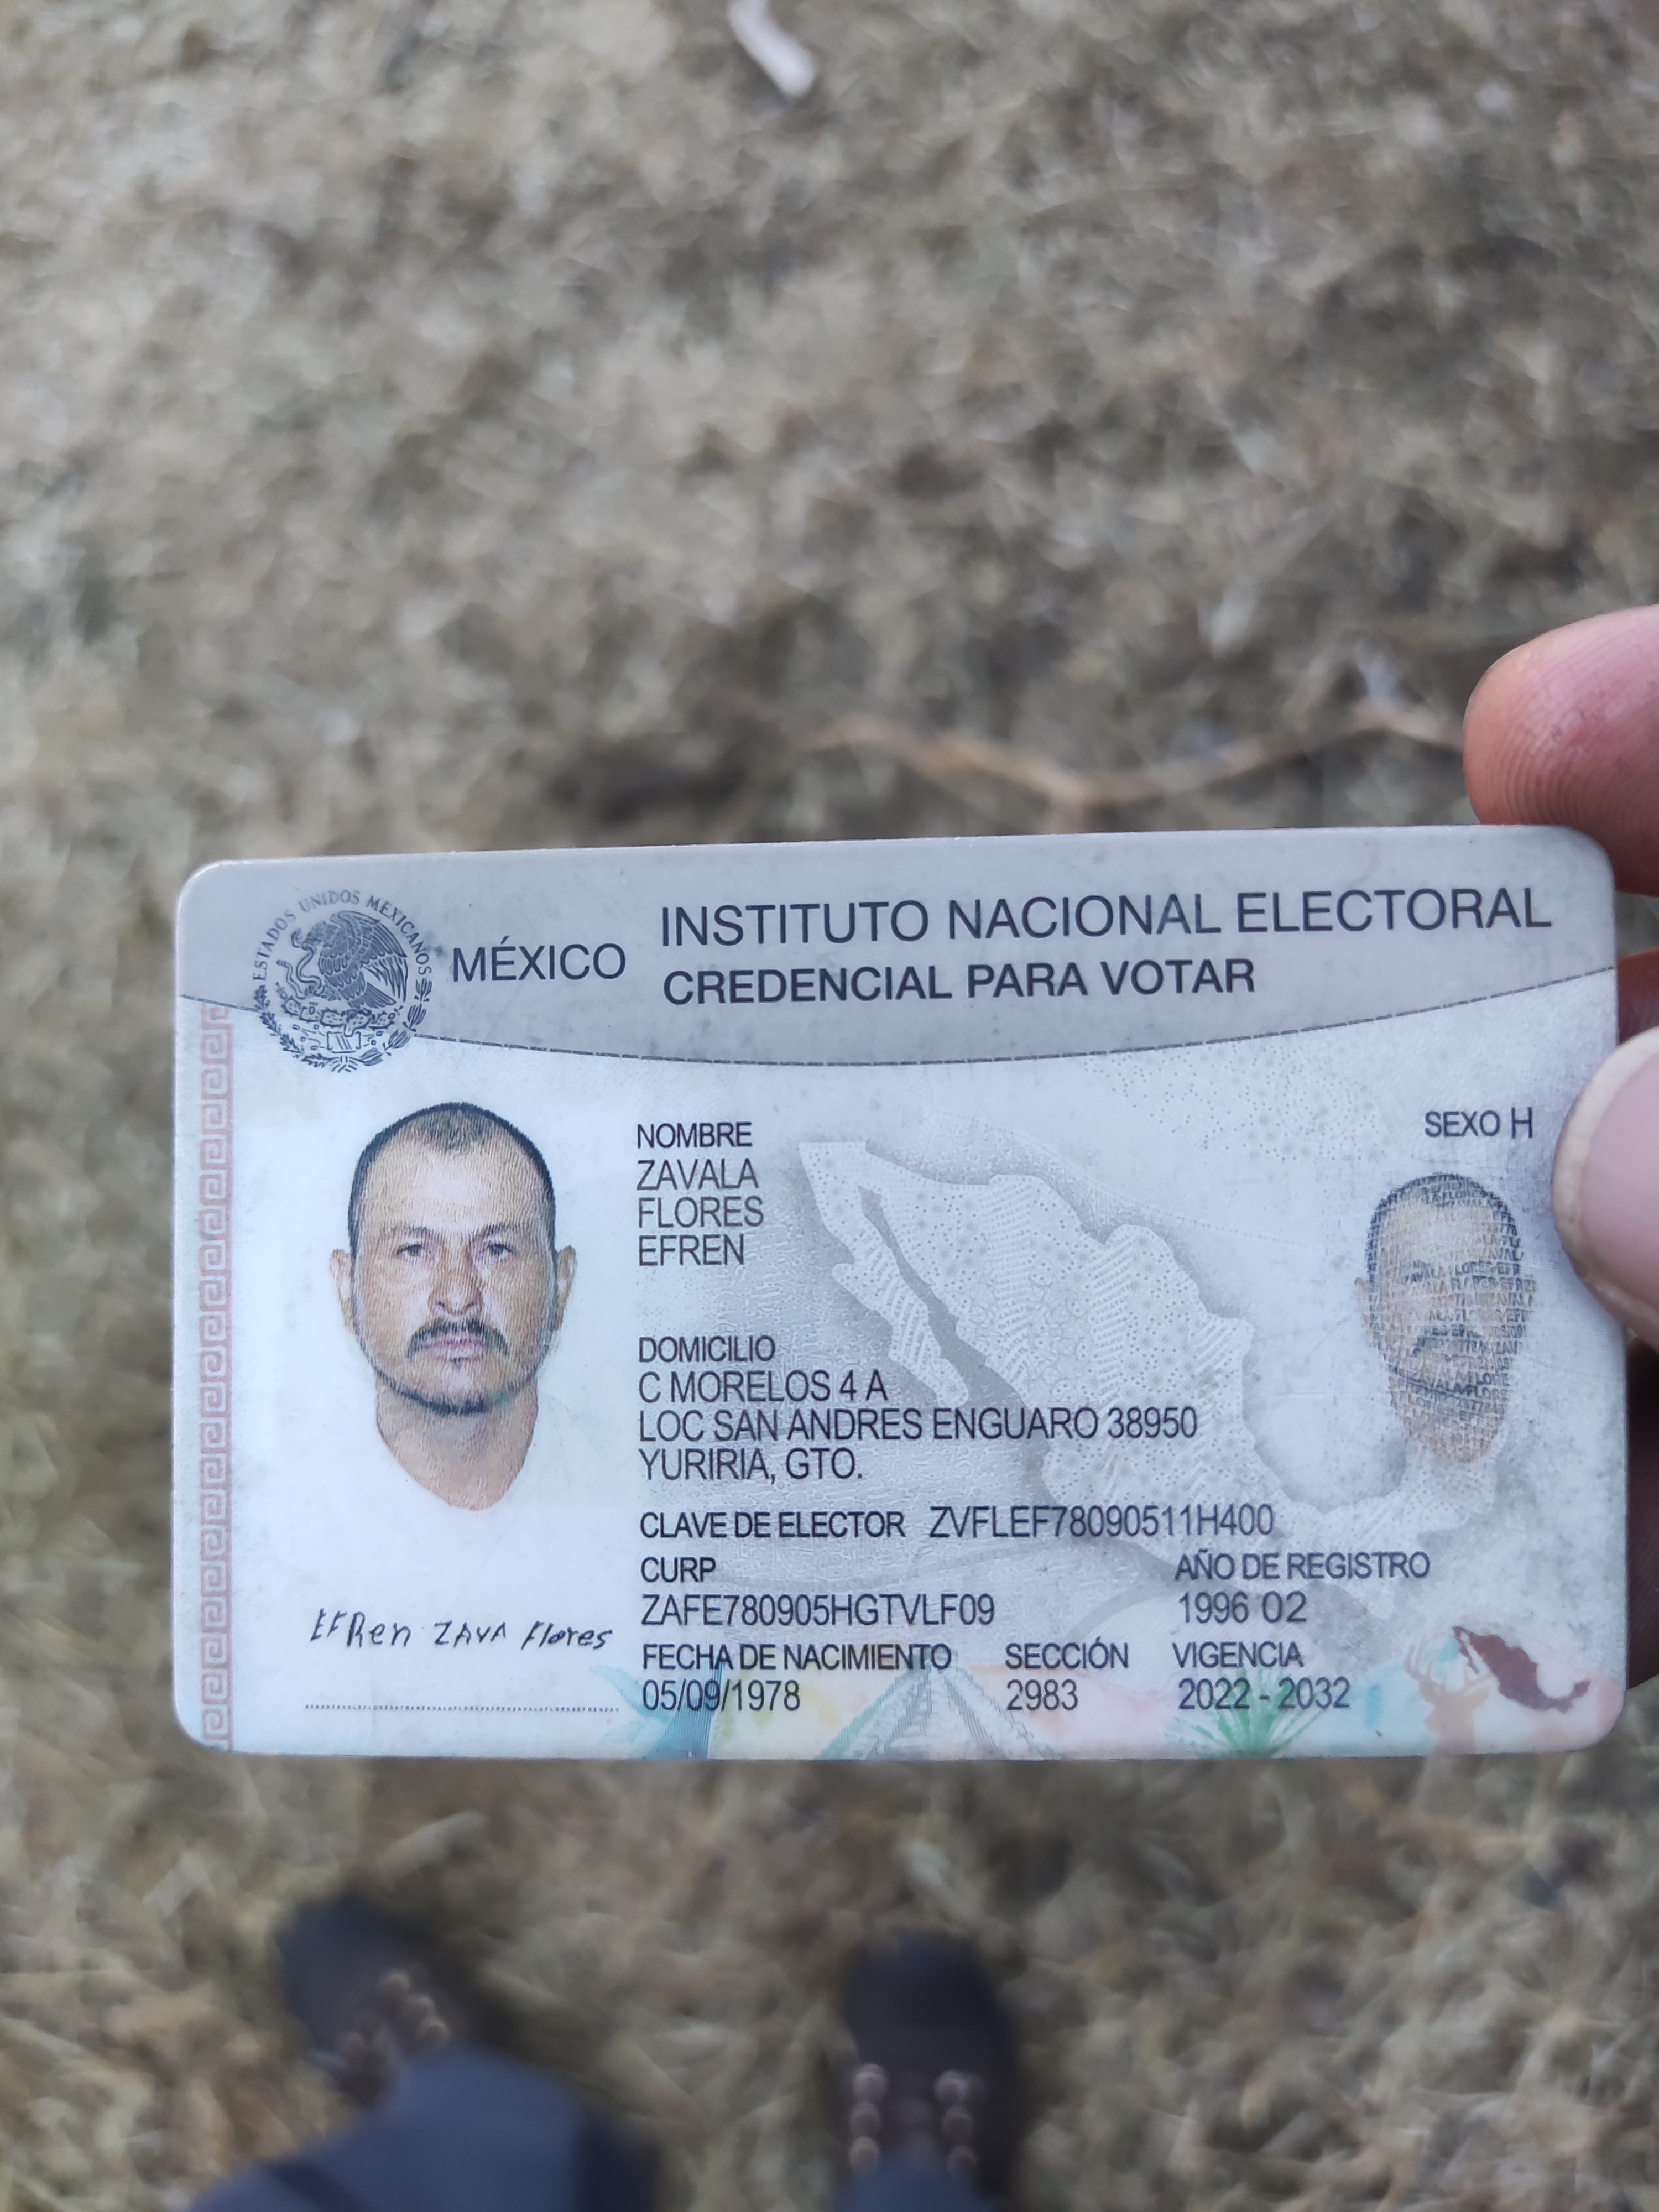 ESTADOS UNIDOS MEXICANOS
MÉXICO
INSTITUTO NACIONAL ELECTORAL
CREDENCIAL PARA VOTAR
NOMBRE
ZAVALA
FLORES
EFREN
SEXO H
DOMICILIO
C MORELOS 4 A
LOC SAN ANDRES ENGUARO 38950
YURIRIA, GTO.
CLAVE DE ELECTOR ZVFLEF78090511H400
CURP
ZAFE780905HGTVLF09
AÑO DE REGISTRO
1996 02
FECHA DE NACIMIENTO
05/09/1978
SECCIÓN
2983
VIGENCIA
2022 - 2032
EFRen ZAVA Flores